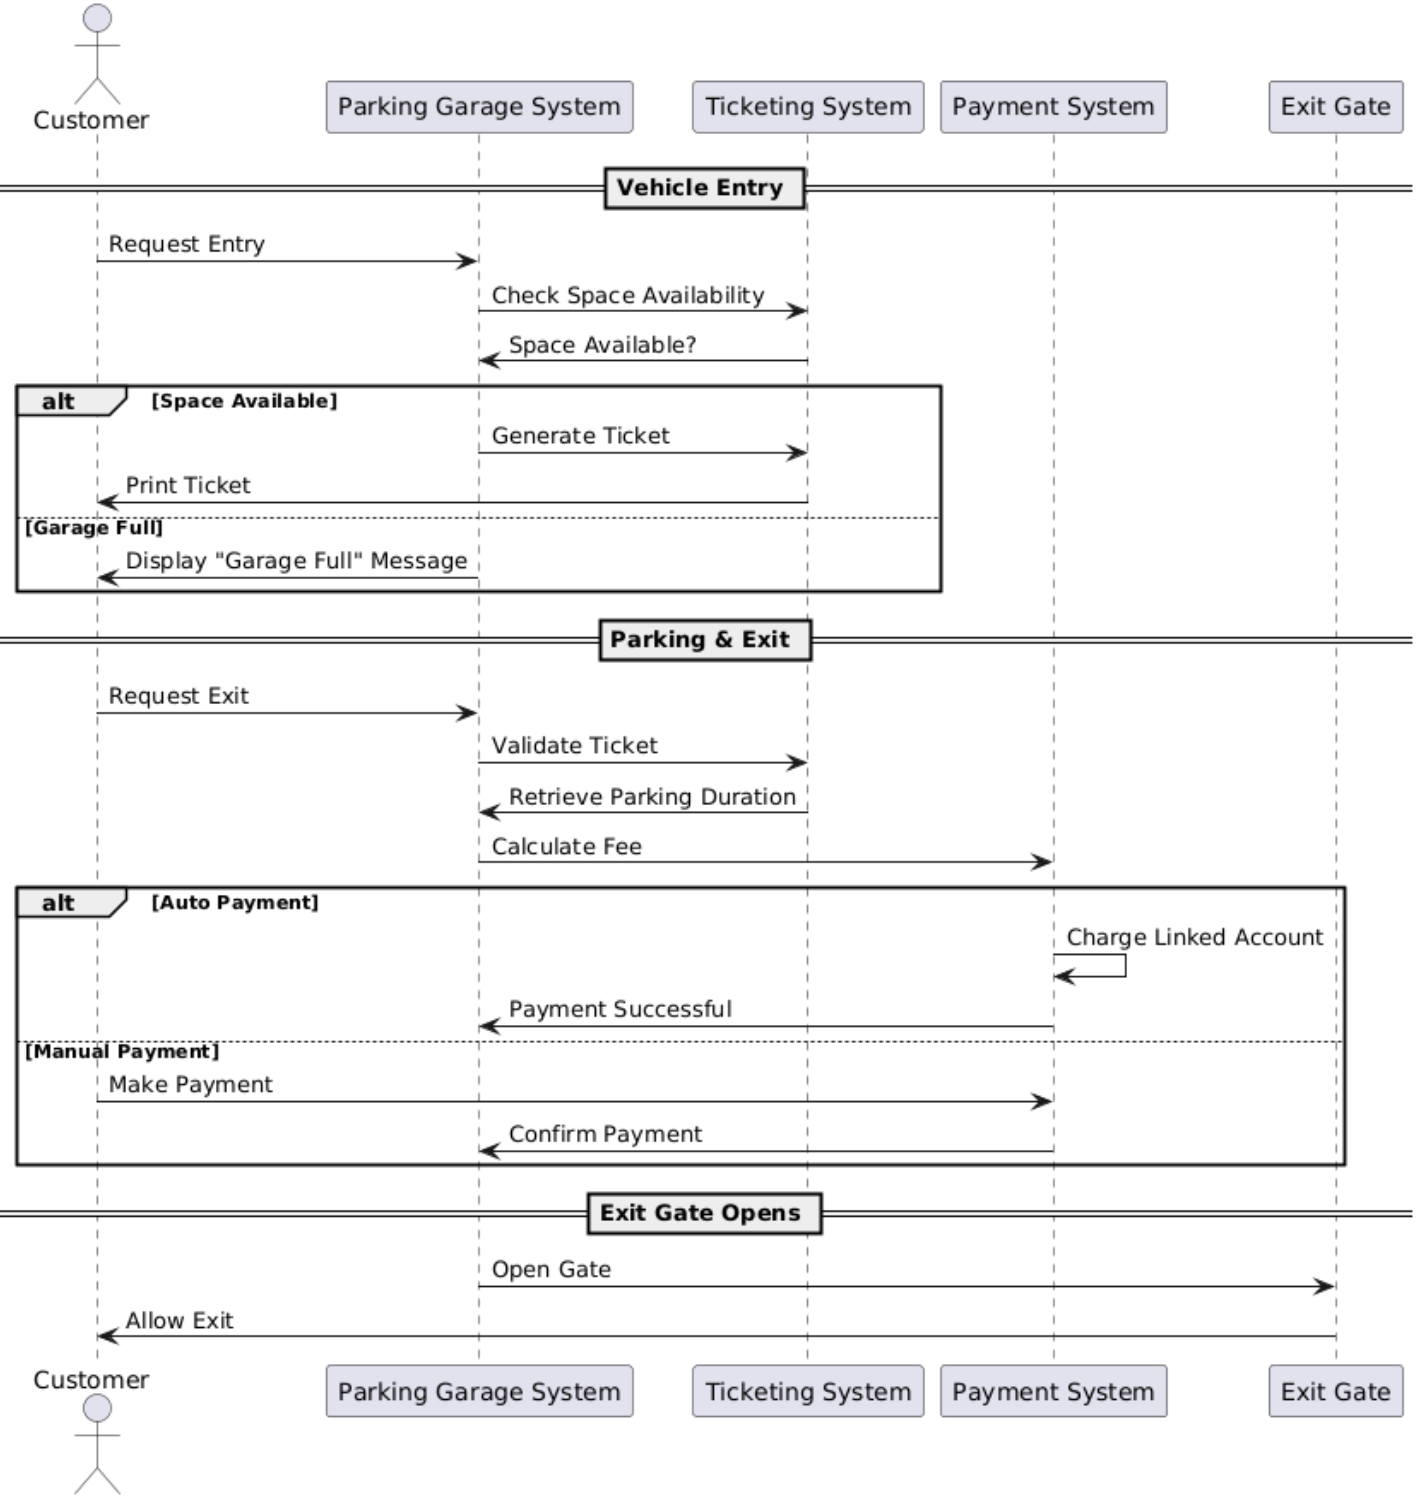 Customer
Parking Garage System
Ticketing System
Payment System
Exit Gate
Vehicle Entry
Request Entry
Check Space Availability
Space Available?
alt
[Space Available]
Generate Ticket
Print Ticket
[Garage Full]
Display "Garage Full" Message
Parking & Exit
Request Exit
Validate Ticket
Retrieve Parking Duration
Calculate Fee
alt
[Auto Payment]
Charge Linked Account
Payment Successful
[Manual Payment]
Make Payment
Confirm Payment
Exit Gate Opens
Open Gate
Allow Exit
Customer
Parking Garage System
Ticketing System
Payment System
Exit Gate